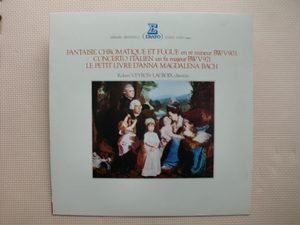 ERATO
FANTAISIE CHROMATIQUE ET FUGUE en ré mineur BWV 903
CONCERTO ITALIEN en fa majeur BWV 971
LE PETIT LIVRE D'ANNA MAGDALENA BACH
Robert VEYRON-LACROIX, clavecin